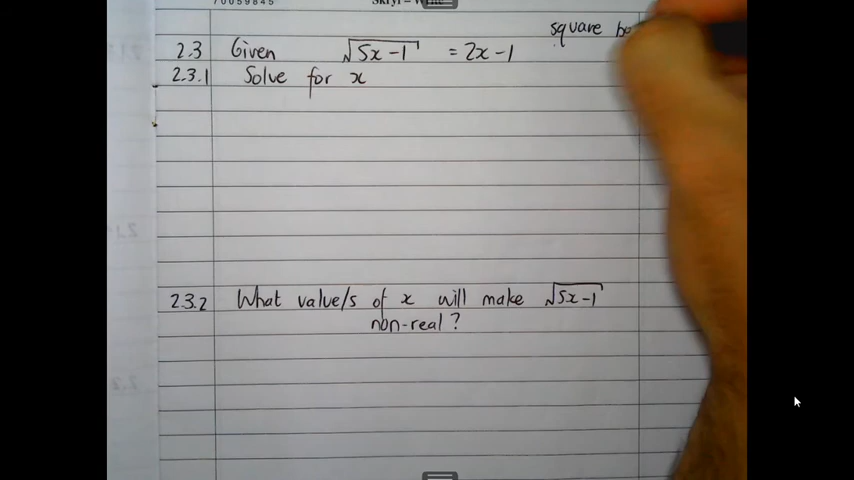 70059845
square
2.3 Given √5x-1 = 2x-1
2.3.1 Solve for x
2.3.2 What value/s of x will make √5x-1
non-real?